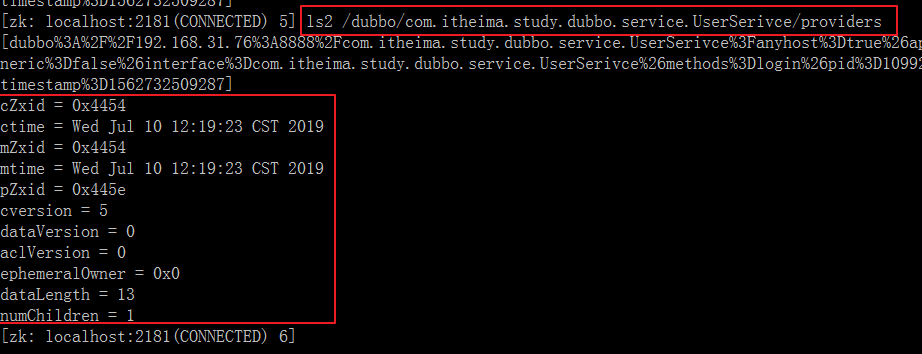 timestamp%3D1562732509287]
[zk: localhost:2181(CONNECTED) 5] ls2 /dubbo/com.itheima.study.dubbo.service.UserSerivce/providers
[dubbo%3A%2F%2F192.168.31.76%3A8888%2Fcom.itheima.study.dubbo.service.UserSerivce%3Fanyhost%3Dtrue%26ap
neric%3Dfalse%26interface%3Dcom.itheima.study.dubbo.service.UserSerivce%26methods%3Dlogin%26pid%3D10992
timestamp%3D1562732509287]
cZxid = 0x4454
ctime = Wed Jul 10 12:19:23 CST 2019
mZxid = 0x4454
mtime = Wed Jul 10 12:19:23 CST 2019
pZxid = 0x445e
cversion = 5
dataVersion = 0
aclVersion = 0
ephemeralOwner = 0x0
dataLength = 13
numChildren = 1
[zk: localhost:2181(CONNECTED) 6]